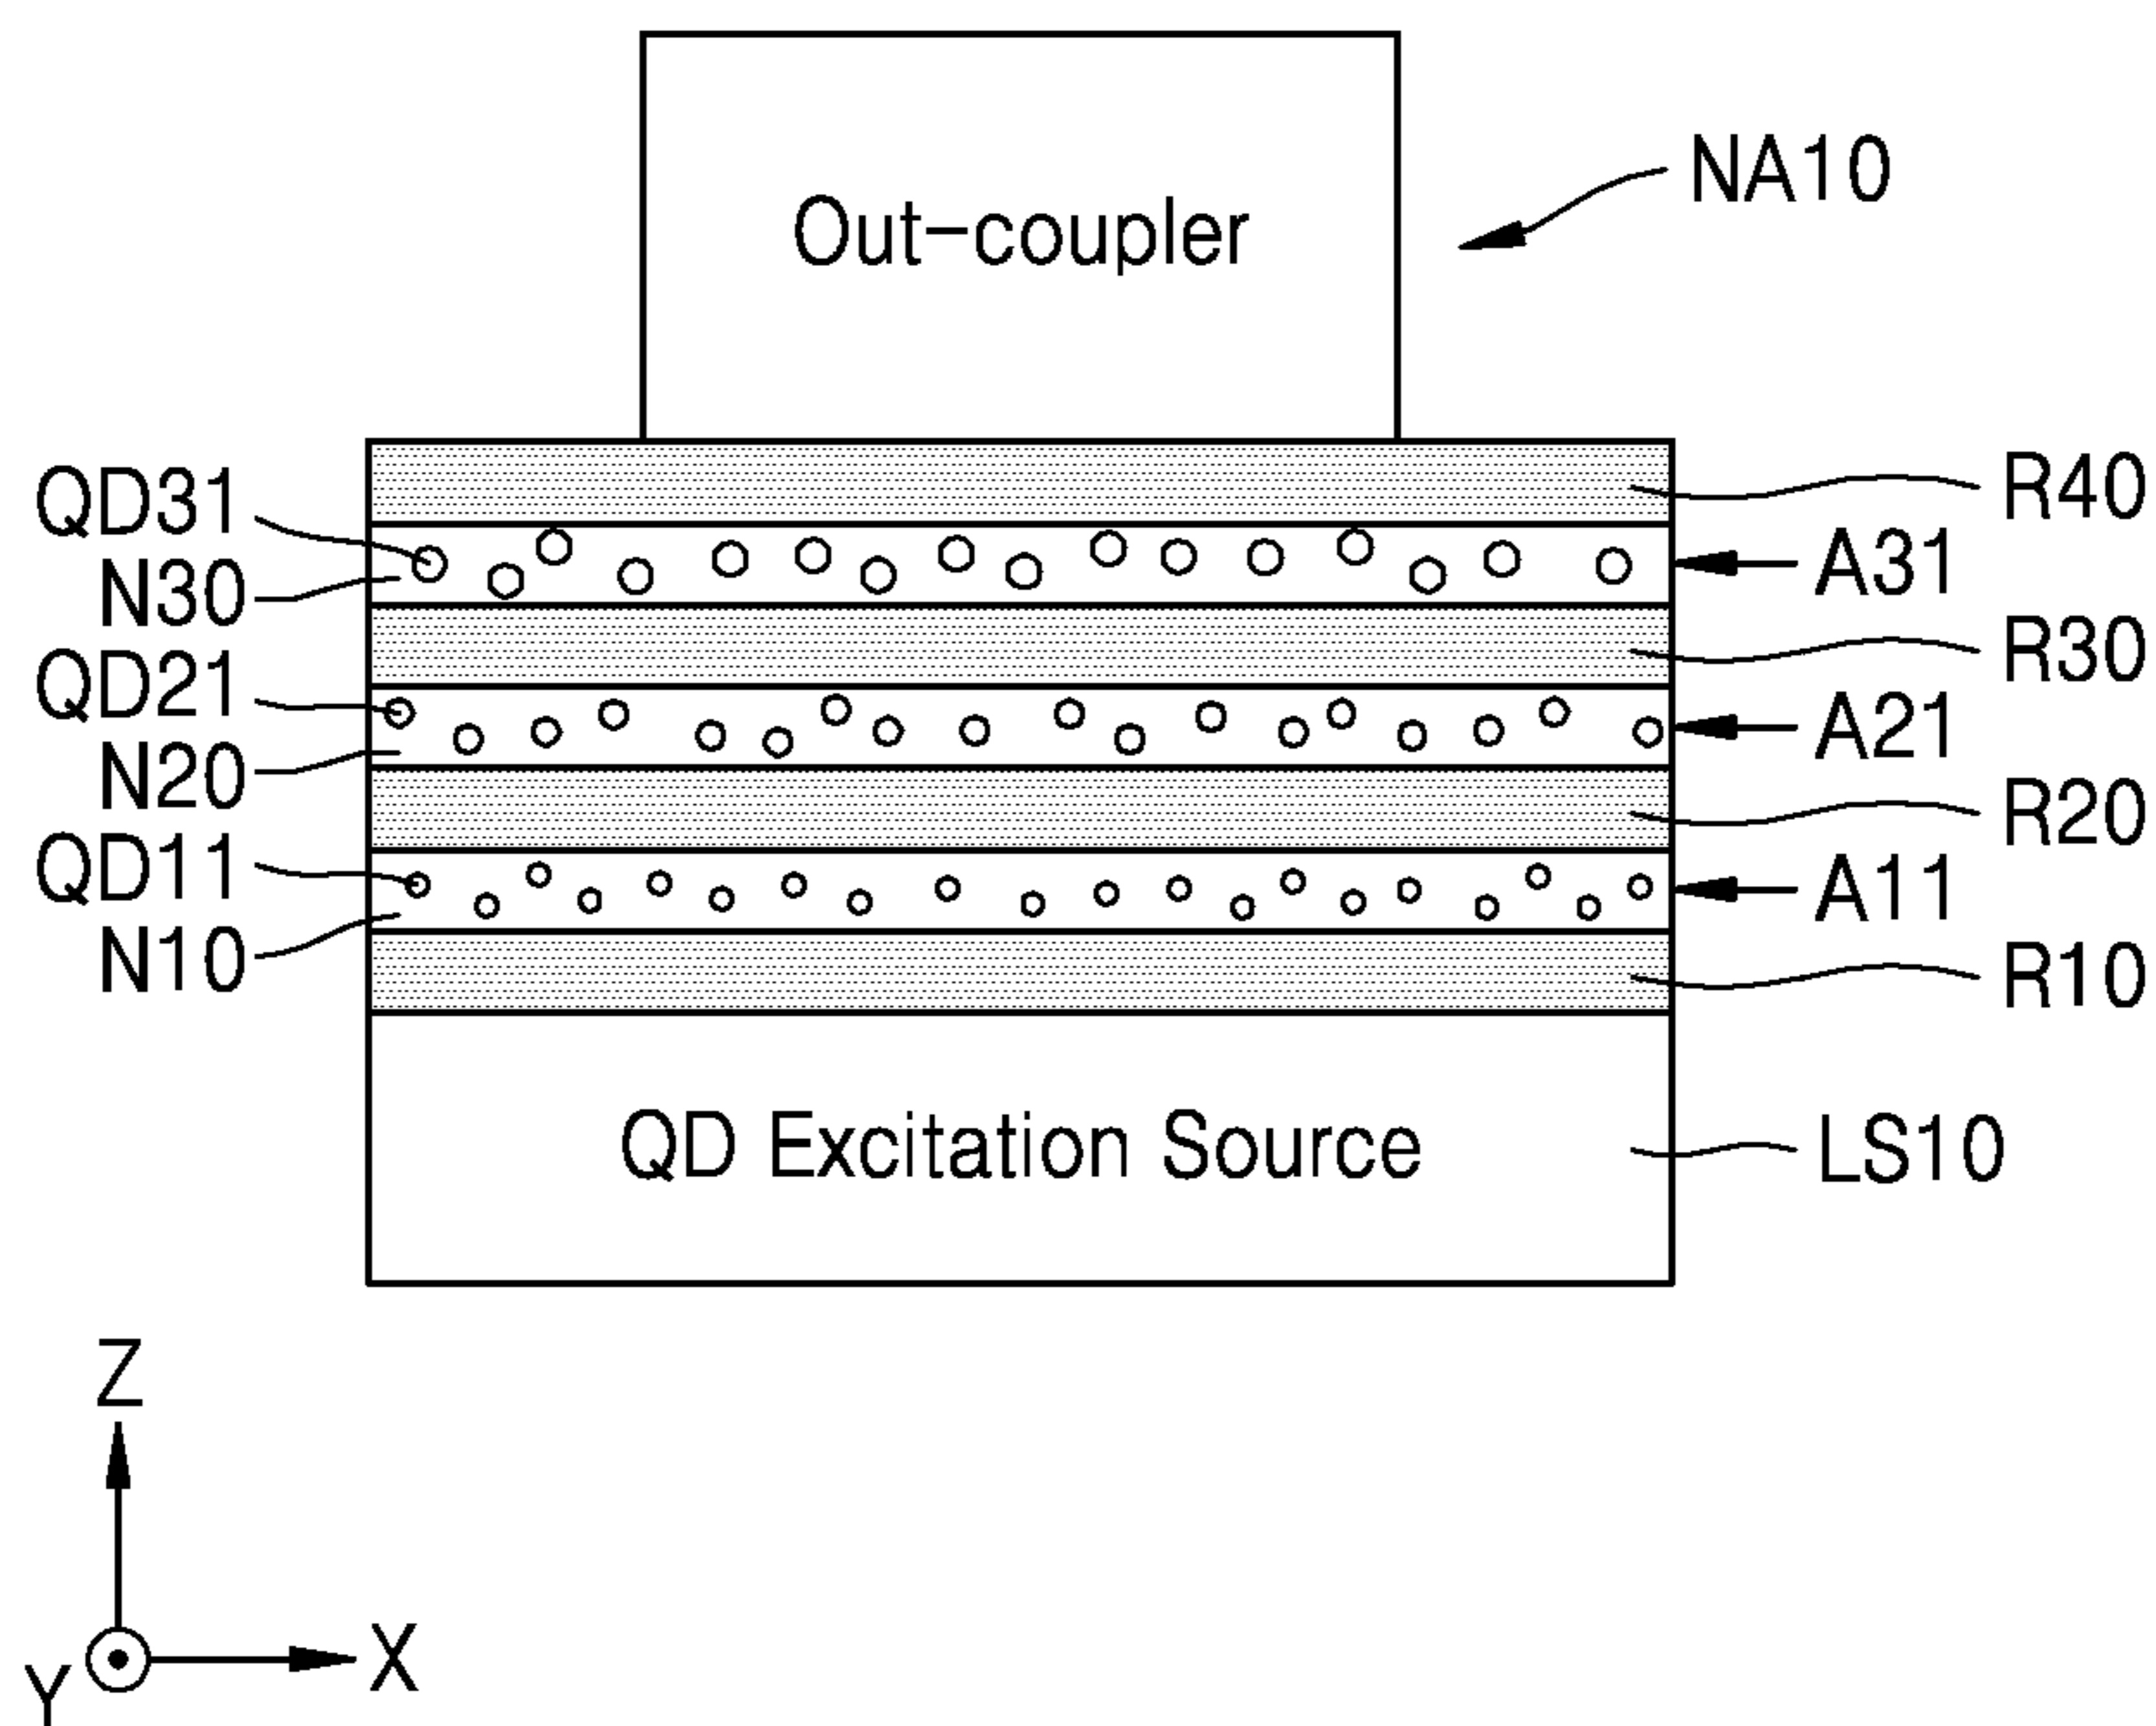 NA10
Out-coupler
QD31
R40
N30
A31
QD21
R30
N20
A21
QD11
R20
N10
A11
R10
QD Excitation Source
LS10
Z
X
Y